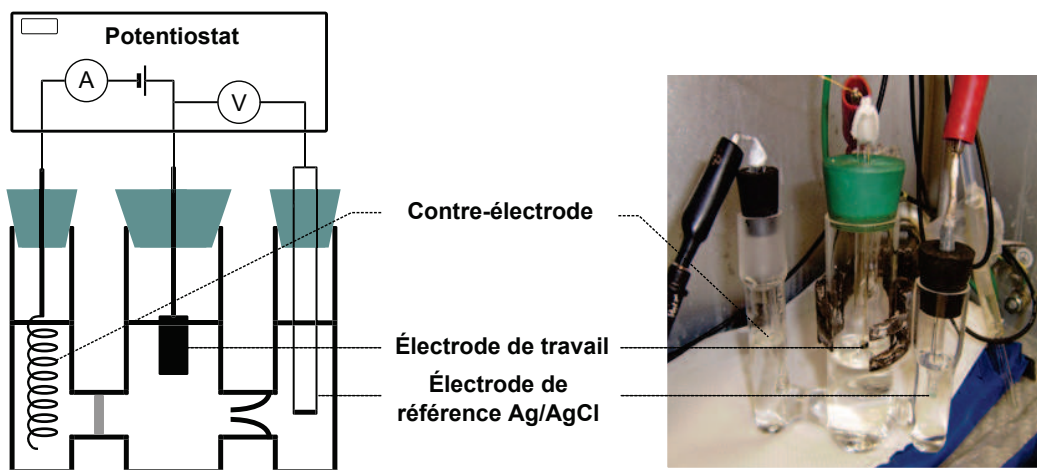 Potentiostat
A
V
Contre-électrode
Électrode de travail
Électrode de
référence Ag/AgCl